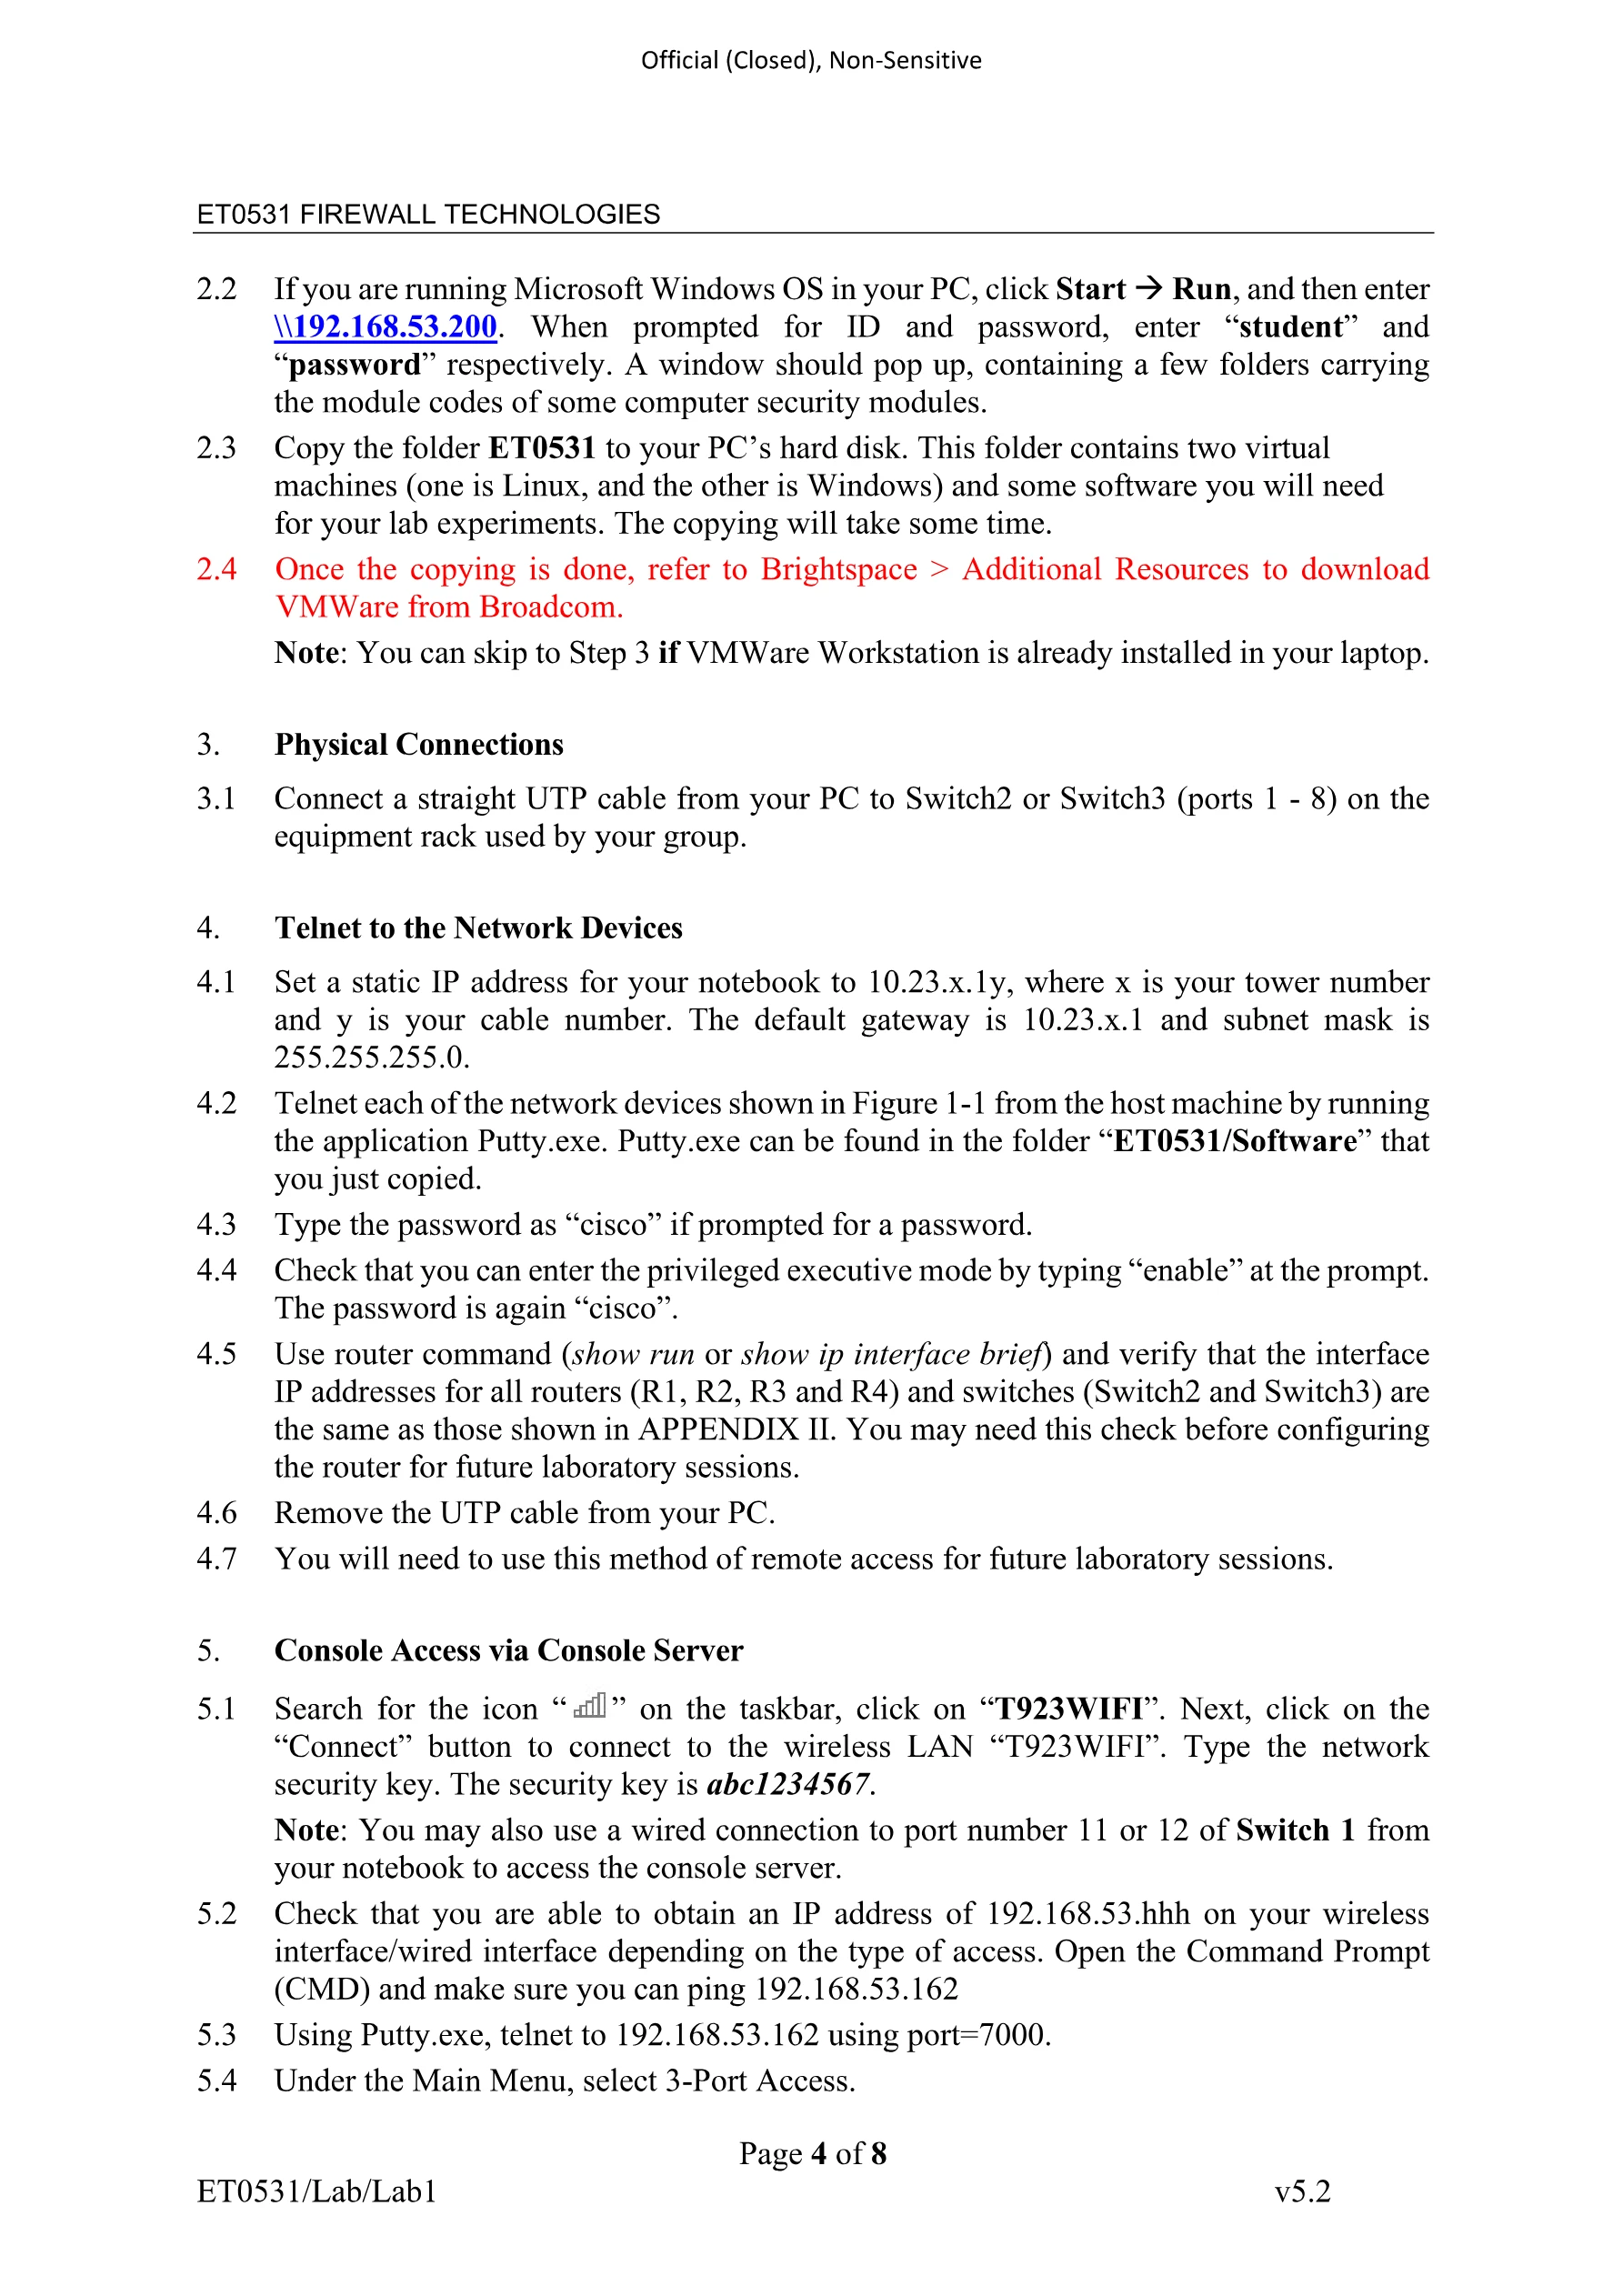 Official (Closed), Non-Sensitive
ET0531 FIREWALL TECHNOLOGIES
2.2 If you are running Microsoft Windows OS in your PC, click Start → Run, and then enter
\\192.168.53.200. When prompted for ID and password, enter “student” and
“password” respectively. A window should pop up, containing a few folders carrying
the module codes of some computer security modules.
2.3 Copy the folder ET0531 to your PC’s hard disk. This folder contains two virtual
machines (one is Linux, and the other is Windows) and some software you will need
for your lab experiments. The copying will take some time.
2.4 Once the copying is done, refer to Brightspace > Additional Resources to download
VMWare from Broadcom.
Note: You can skip to Step 3 if VMWare Workstation is already installed in your laptop.
3. Physical Connections
3.1 Connect a straight UTP cable from your PC to Switch2 or Switch3 (ports 1 - 8) on the
equipment rack used by your group.
4. Telnet to the Network Devices
4.1 Set a static IP address for your notebook to 10.23.x.1y, where x is your tower number
and y is your cable number. The default gateway is 10.23.x.1 and subnet mask is
255.255.255.0.
4.2 Telnet each of the network devices shown in Figure 1-1 from the host machine by running
the application Putty.exe. Putty.exe can be found in the folder “ET0531/Software” that
you just copied.
4.3 Type the password as “cisco” if prompted for a password.
4.4 Check that you can enter the privileged executive mode by typing “enable” at the prompt.
The password is again “cisco”.
4.5 Use router command (show run or show ip interface brief) and verify that the interface
IP addresses for all routers (R1, R2, R3 and R4) and switches (Switch2 and Switch3) are
the same as those shown in APPENDIX II. You may need this check before configuring
the router for future laboratory sessions.
4.6 Remove the UTP cable from your PC.
4.7 You will need to use this method of remote access for future laboratory sessions.
5. Console Access via Console Server
5.1 Search for the icon “ ” on the taskbar, click on “T923WIFI”. Next, click on the
“Connect” button to connect to the wireless LAN “T923WIFI”. Type the network
security key. The security key is abc1234567.
Note: You may also use a wired connection to port number 11 or 12 of Switch 1 from
your notebook to access the console server.
5.2 Check that you are able to obtain an IP address of 192.168.53.hhh on your wireless
interface/wired interface depending on the type of access. Open the Command Prompt
(CMD) and make sure you can ping 192.168.53.162
5.3 Using Putty.exe, telnet to 192.168.53.162 using port=7000.
5.4 Under the Main Menu, select 3-Port Access.
Page 4 of 8
ET0531/Lab/Lab1 v5.2